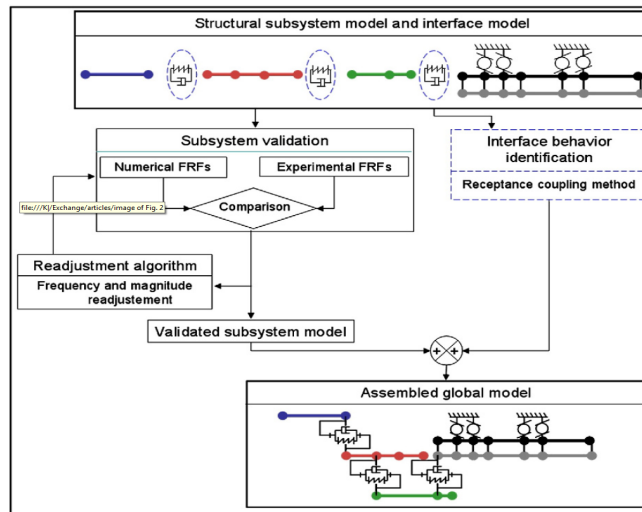 Structural subsystem model and interface model
Subsystem validation
Numerical FRFs
Experimental FRFs
Comparison
file:///K|/Exchange/articles/image of Fig. 2
Interface behavior
identification
Receptance coupling method
Readjustment algorithm
Frequency and magnitude
readjustement
Validated subsystem model
+ +
Assembled global model